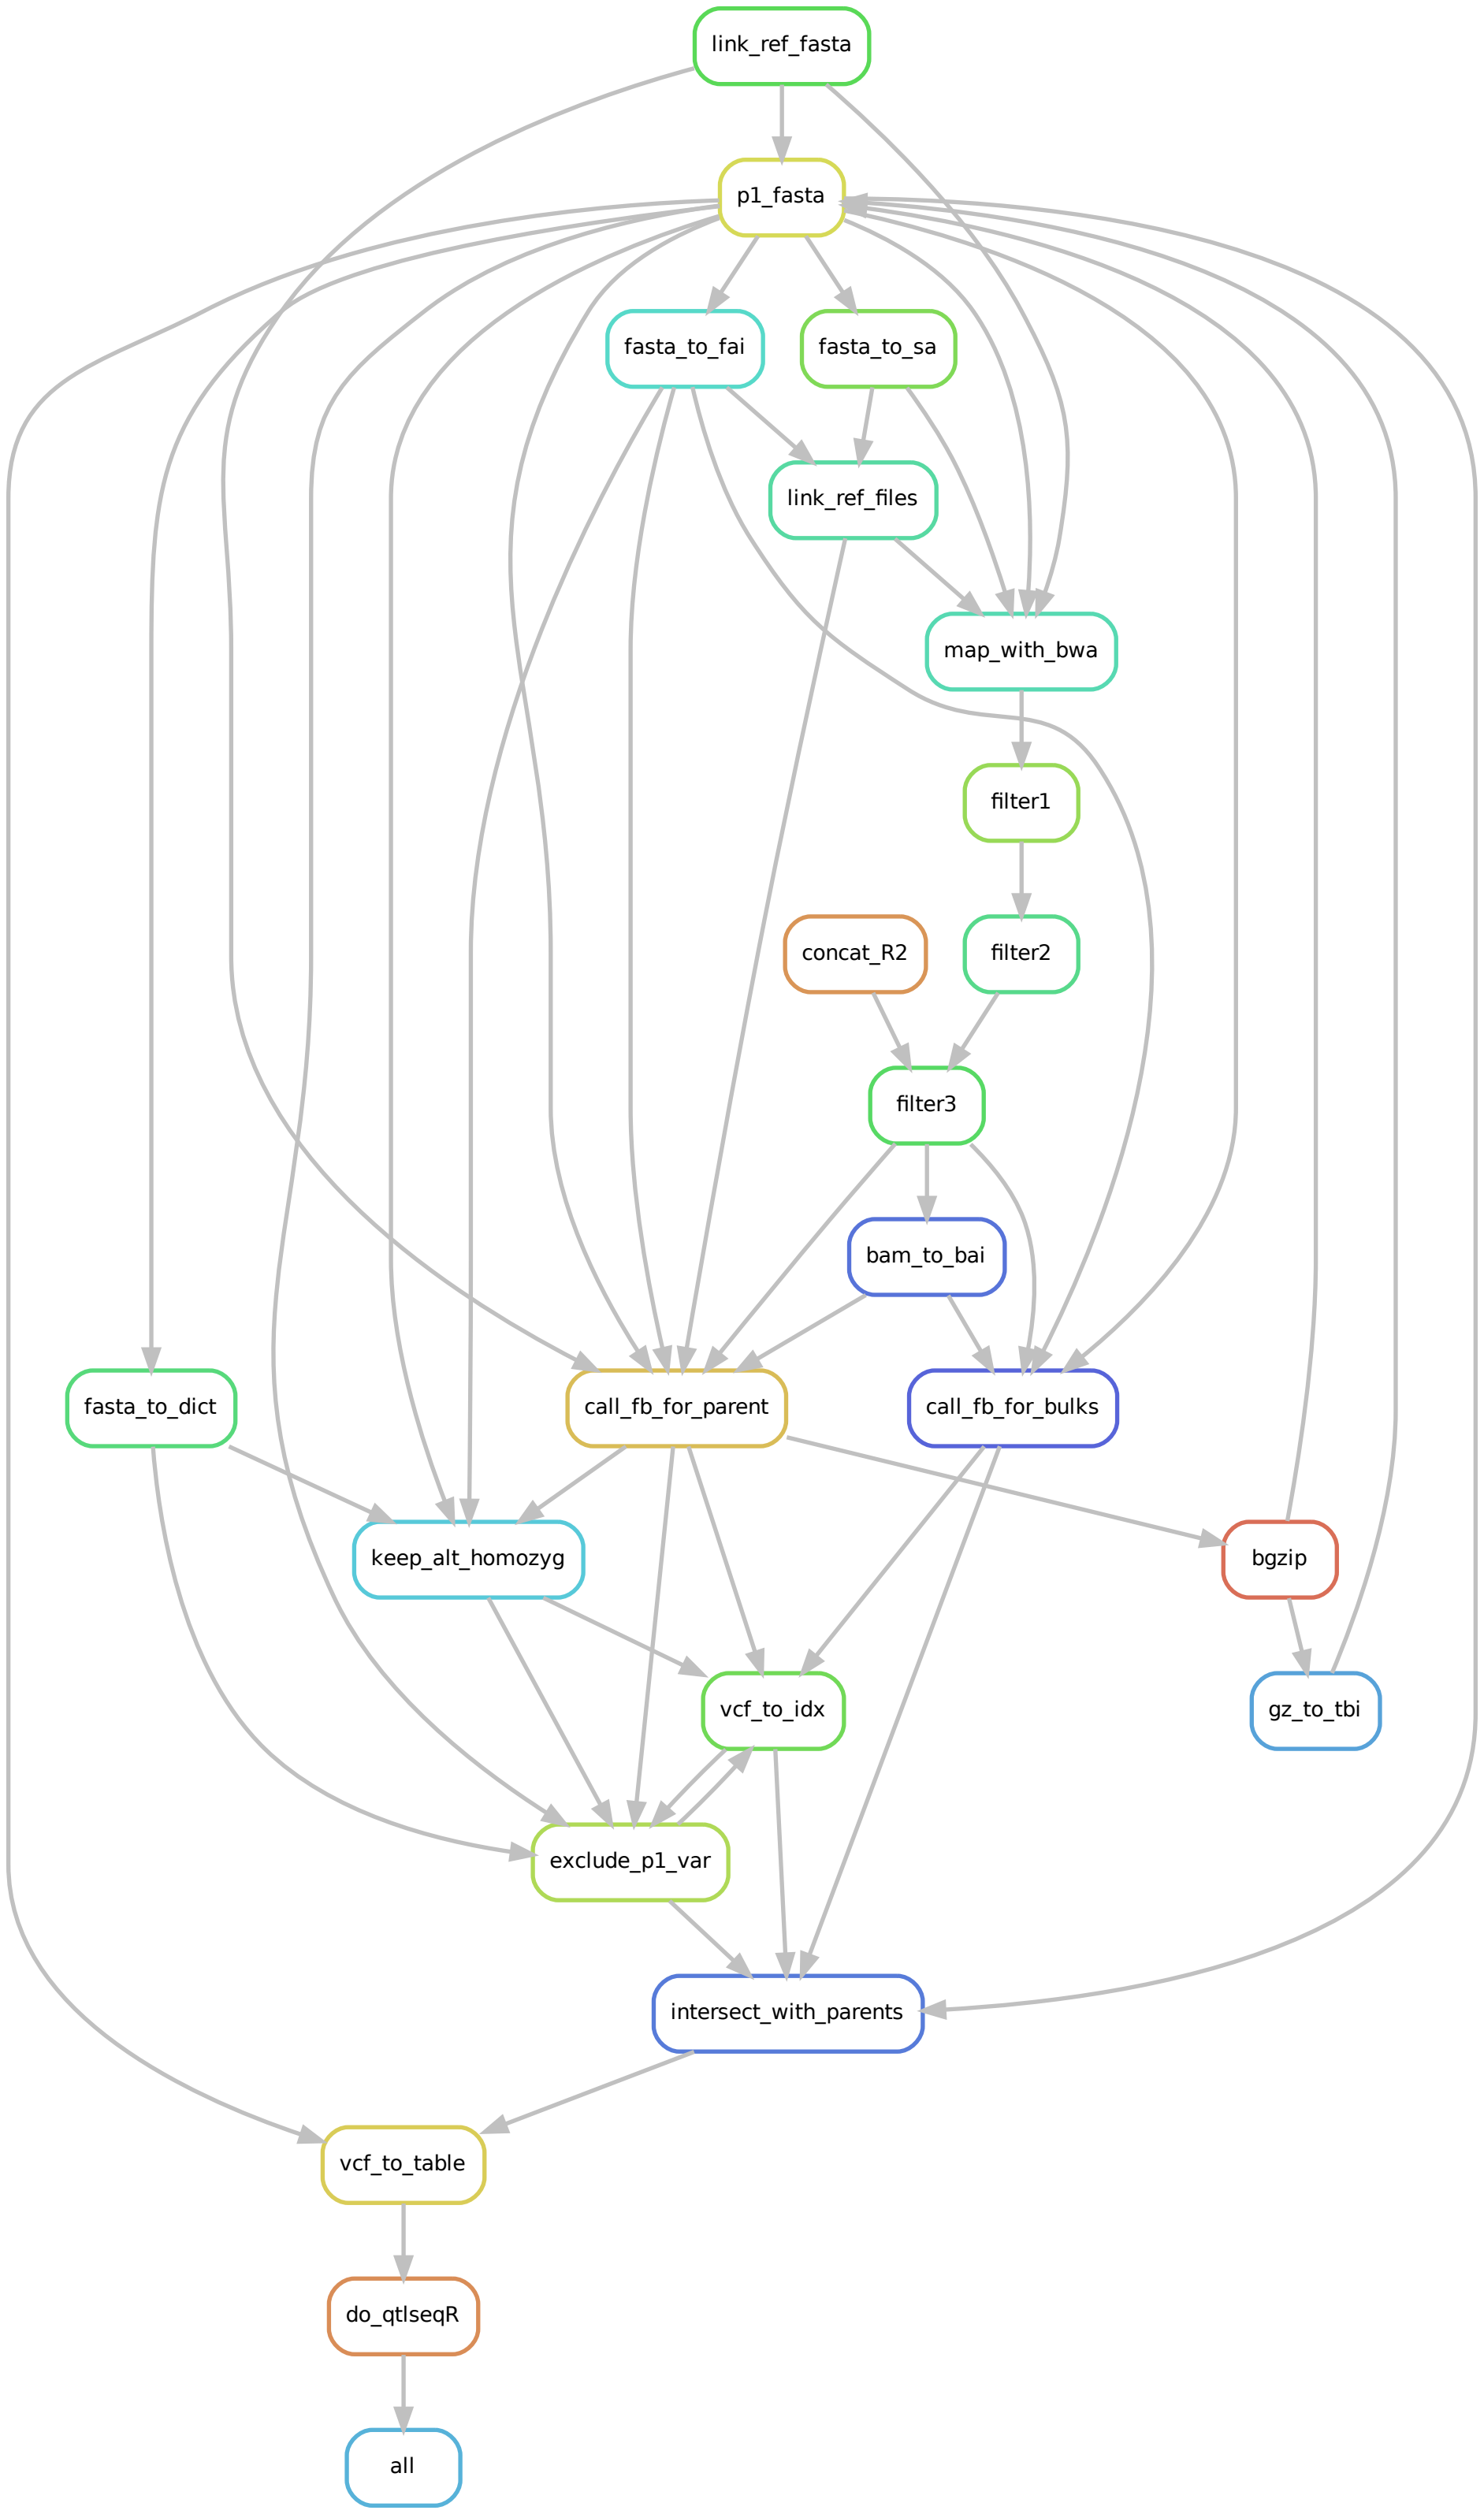 link_ref_fasta
p1_fasta
fasta_to_fai
fasta_to_sa
link_ref_files
map_with_bwa
filter1
concat_R2
filter2
filter3
bam_to_bai
fasta_to_dict
call_fb_for_parent
call_fb_for_bulks
keep_alt_homozyg
bgzip
vcf_to_idx
gz_to_tbi
exclude_p1_var
intersect_with_parents
vcf_to_table
do_qtlseqR
all